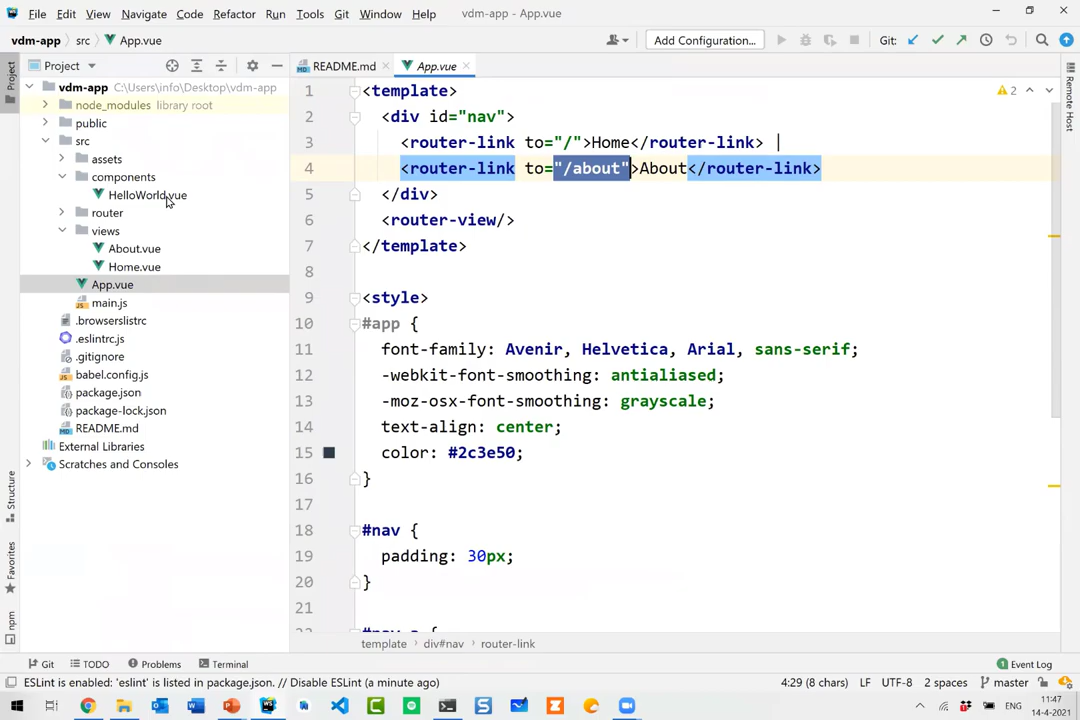 File Edit View Navigate Code Refactor Run Tools Git Window Help vdm-app - App.vue
vdm-app src App.vue Add Configuration... Git:
Project README.md App.vue
Project
vdm-app C:\Users\info\Desktop\vdm-app
node_modules library root
public
src
assets
components
HelloWorld.vue
router
views
About.vue
Home.vue
App.vue
main.js
.browserslistrc
.eslintrc.js
.gitignore
babel.config.js
package.json
package-lock.json
README.md
External Libraries
Scratches and Consoles
Structure
Favorites
npm
1 <template>
2 <div id="nav">
3 <router-link to="/">Home</router-link> |
4 <router-link to="/about">About</router-link>
5 </div>
6 <router-view/>
7 </template>
8
9 <style>
10 #app {
11 font-family: Avenir, Helvetica, Arial, sans-serif;
12 -webkit-font-smoothing: antialiased;
13 -moz-osx-font-smoothing: grayscale;
14 text-align: center;
15 color: #2c3e50;
16 }
17
18 #nav {
19 padding: 30px;
20 }
21
2
Remote Host
template div#nav router-link
Git TODO Problems Terminal 1 Event Log
ESLint is enabled: 'eslint' is listed in package.json. // Disable ESLint (a minute ago) 4:29 (8 chars) LF UTF-8 2 spaces master
ENG 11:47
14-4-2021